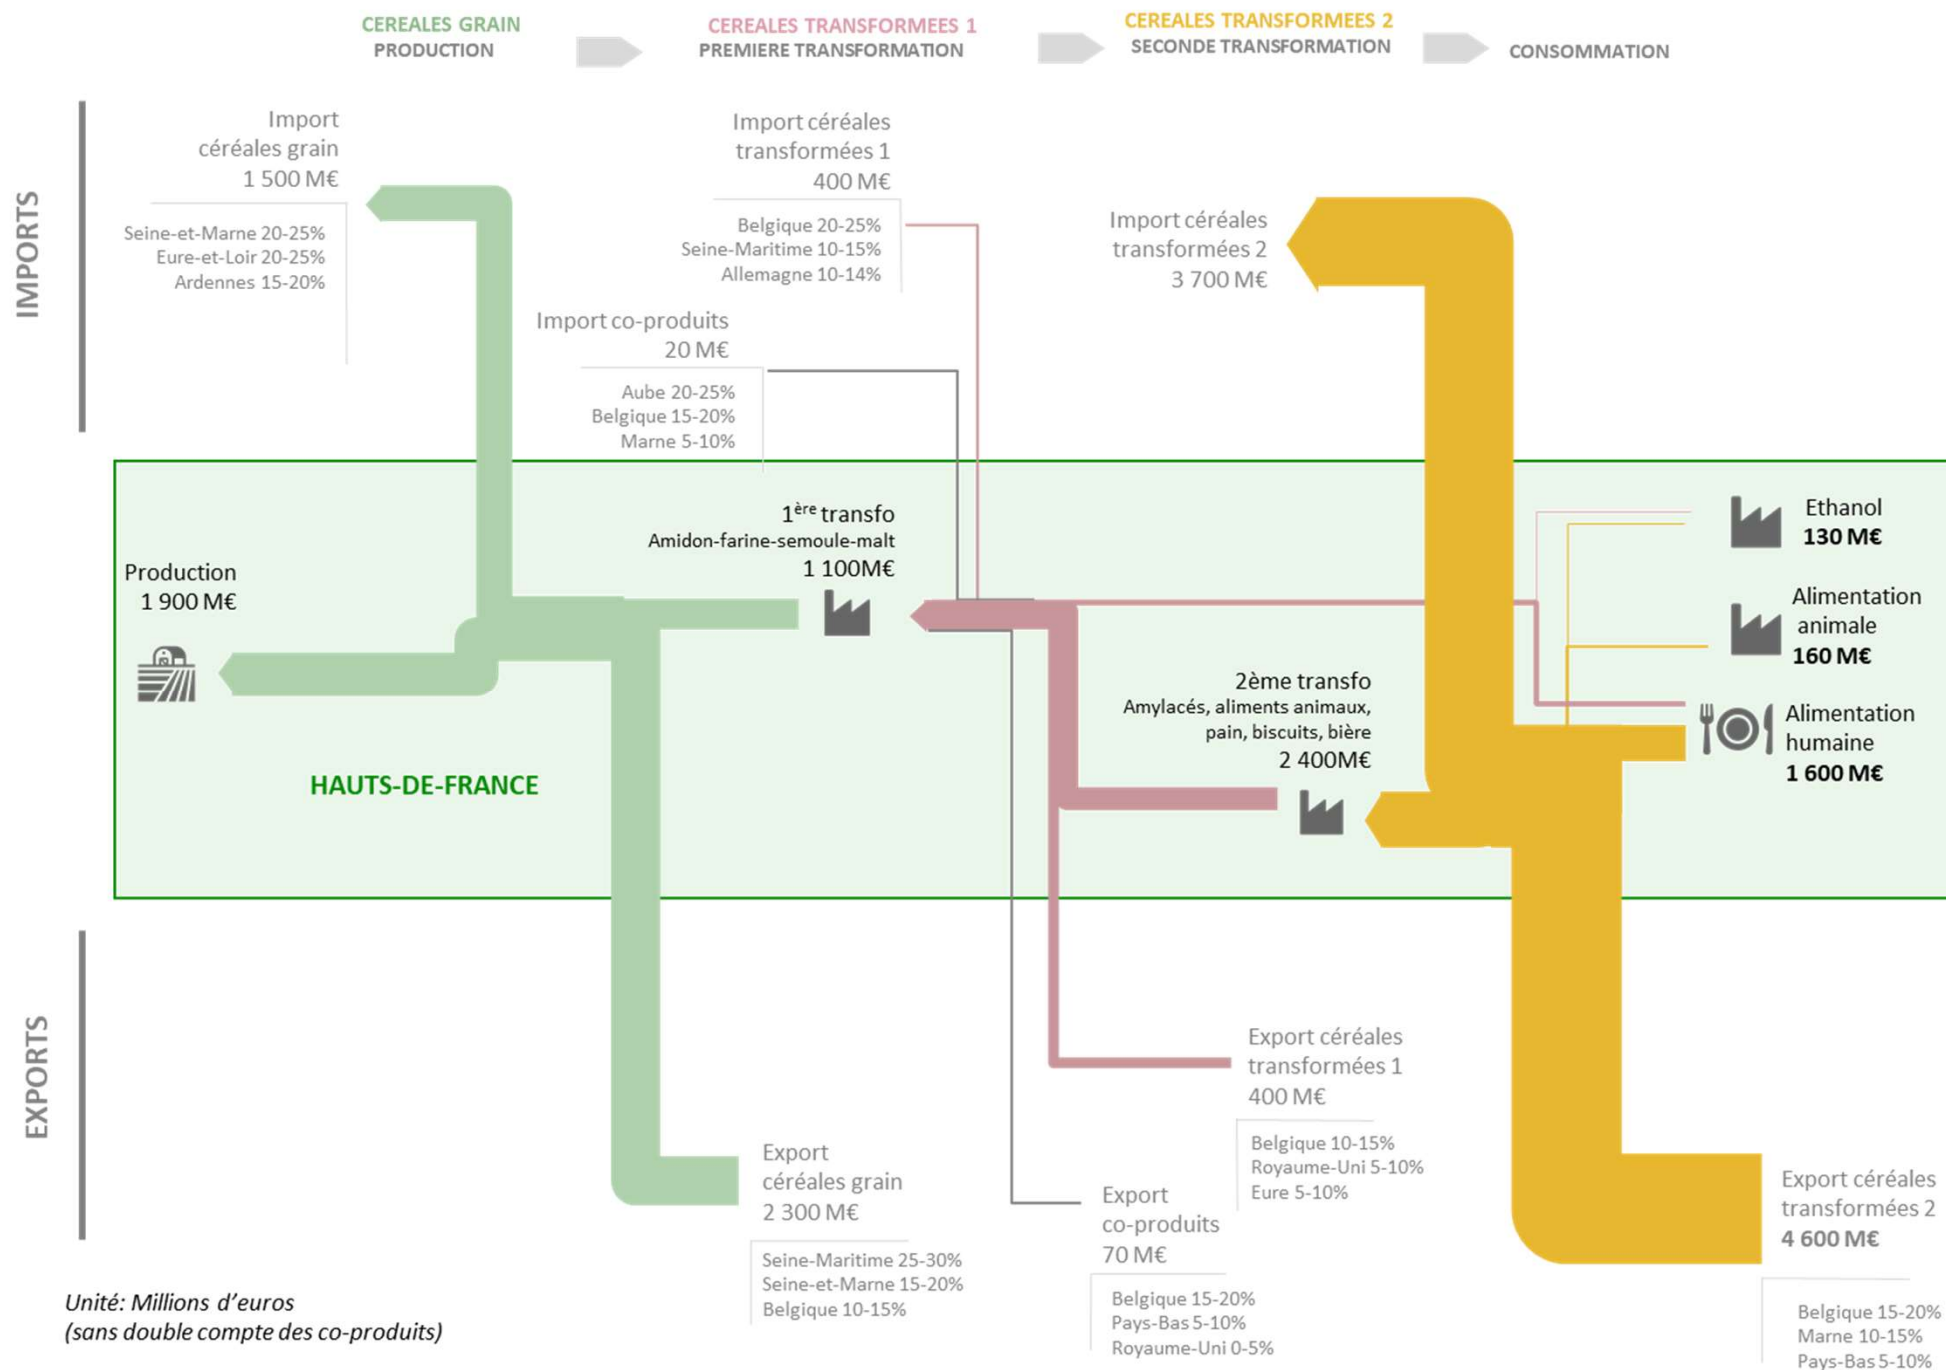 CEREALES GRAIN
PRODUCTION
CEREALES TRANSFORMEES 1
PREMIERE TRANSFORMATION
CEREALES TRANSFORMEES 2
SECONDE TRANSFORMATION
CONSOMMATION
IMPORTS
Import
céréales grain
1 500 M€
Seine-et-Marne 20-25%
Eure-et-Loir 20-25%
Ardennes 15-20%
Import céréales
transformées 1
400 M€
Belgique 20-25%
Seine-Maritime 10-15%
Allemagne 10-14%
Import co-produits
20 M€
Aube 20-25%
Belgique 15-20%
Marne 5-10%
Import céréales
transformées 2
3 700 M€
Production
1 900 M€
1ère transfo
Amidon-farine-semoule-malt
1 100M€
2ème transfo
Amylacés, aliments animaux,
pain, biscuits, bière
2 400M€
Ethanol
130 M€
Alimentation
animale
160 M€
Alimentation
humaine
1 600 M€
HAUTS-DE-FRANCE
EXPORTS
Export
céréales grain
2 300 M€
Seine-Maritime 25-30%
Seine-et-Marne 15-20%
Belgique 10-15%
Export
co-produits
70 M€
Belgique 15-20%
Pays-Bas 5-10%
Royaume-Uni 0-5%
Export céréales
transformées 1
400 M€
Belgique 10-15%
Royaume-Uni 5-10%
Eure 5-10%
Export céréales
transformées 2
4 600 M€
Belgique 15-20%
Marne 10-15%
Pays-Bas 5-10%
Unité: Millions d'euros
(sans double compte des co-produits)